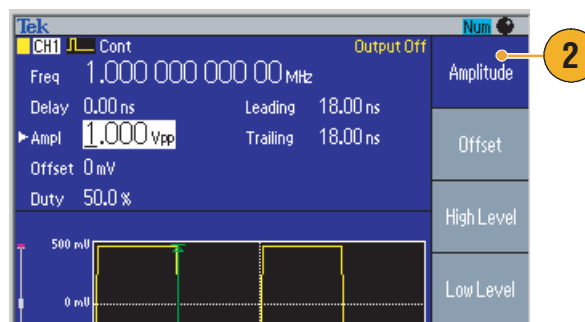 Tek Num
CH1 Cont Output Off
Freq 1.000 000 000 00 MHz
Delay 0.00 ns Leading 18.00 ns
Ampl 1.000 Vpp Trailing 18.00 ns
Offset 0 mV
Duty 50.0 %
500 mV
0 mV
Amplitude
Offset
High Level
Low Level
2